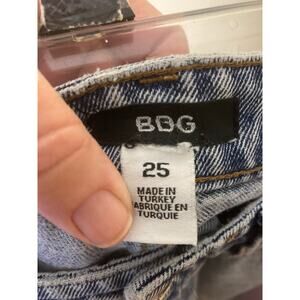 BDG
25
MADE IN
TURKEY
FABRIQUE EN
TURQUIE